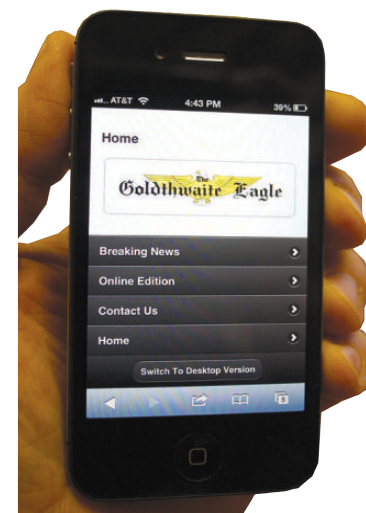 AT&T 4:43 PM 39%
Home
The
Goldthwaite Eagle
Breaking News
Online Edition
Contact Us
Home
Switch To Desktop Version